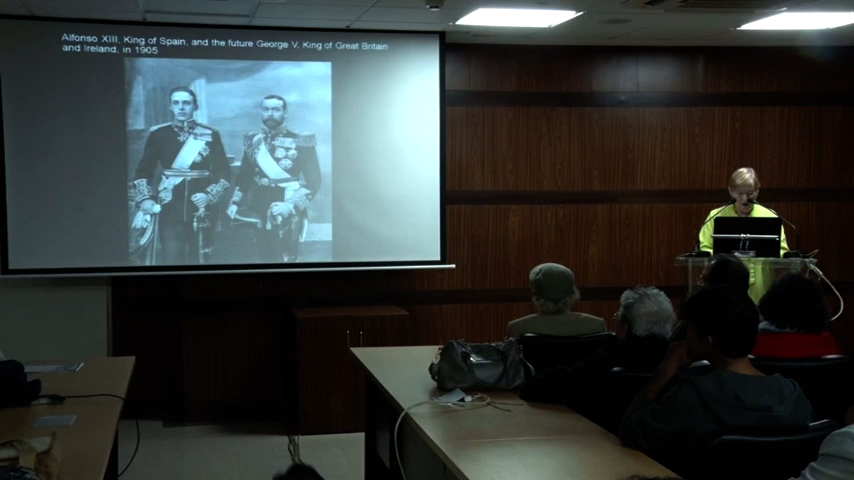 Alfonso XIII, King of Spain, and the future George V, King of Great Britain
and Ireland, in 1905